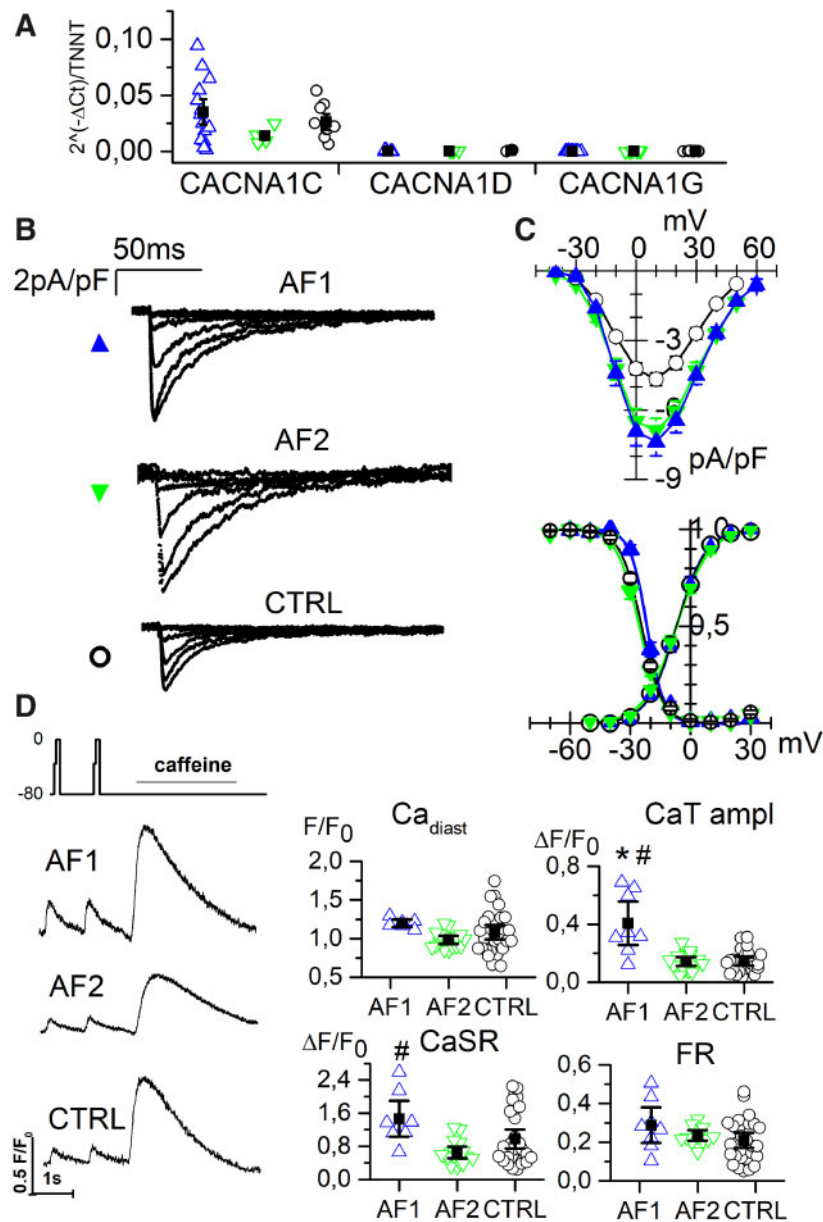 A
2^(-ΔCt)/TNNT
0,10
0,05
0,00
CACNA1C
CACNA1D
CACNA1G
B
50ms
2pA/pF
AF1
AF2
CTRL
C
mV
-30 0 30 60
-3
-6
-9
pA/pF
1,0
0,5
-60 -30 0 30
mV
D
0
-80
caffeine
AF1
AF2
CTRL
0.5 F/F0
1s
F/F0
Ca diast
2,0
1,5
1,0
0,5
AF1 AF2 CTRL
ΔF/F0
CaT ampl
* #
0,8
0,4
0,0
AF1 AF2 CTRL
ΔF/F0
CaSR
#
2,4
1,6
0,8
0,0
AF1 AF2 CTRL
FR
0,6
0,4
0,2
0,0
AF1 AF2 CTRL